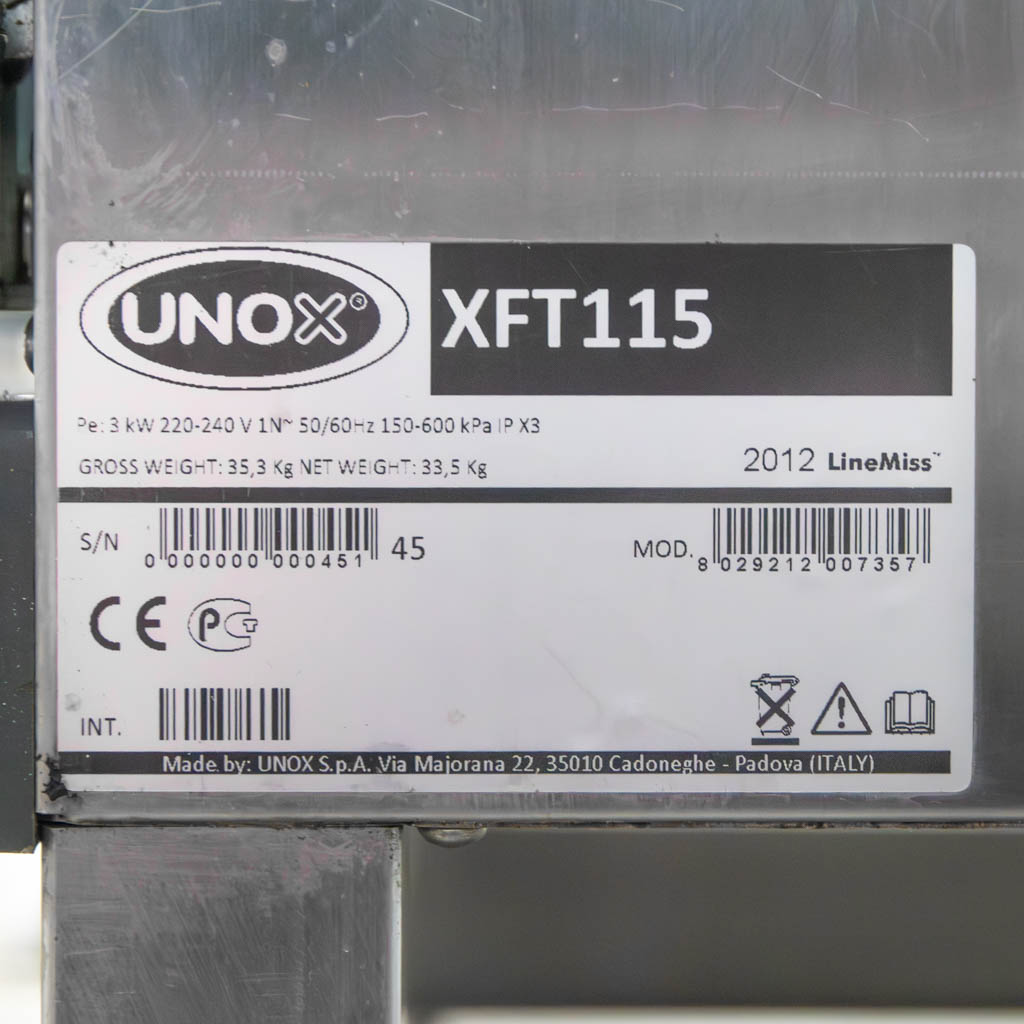 UNOX®
XFT115
Pe: 3 kW 220-240 V 1N~ 50/60Hz 150-600 kPa IP X3
GROSS WEIGHT: 35,3 Kg NET WEIGHT: 33,5 Kg
2012 LineMiss™
S/N
0 000000 000451
45
MOD.
8 029212 007357
CE PCT
INT.
Made by: UNOX S.p.A. Via Majorana 22, 35010 Cadoneghe - Padova (ITALY)